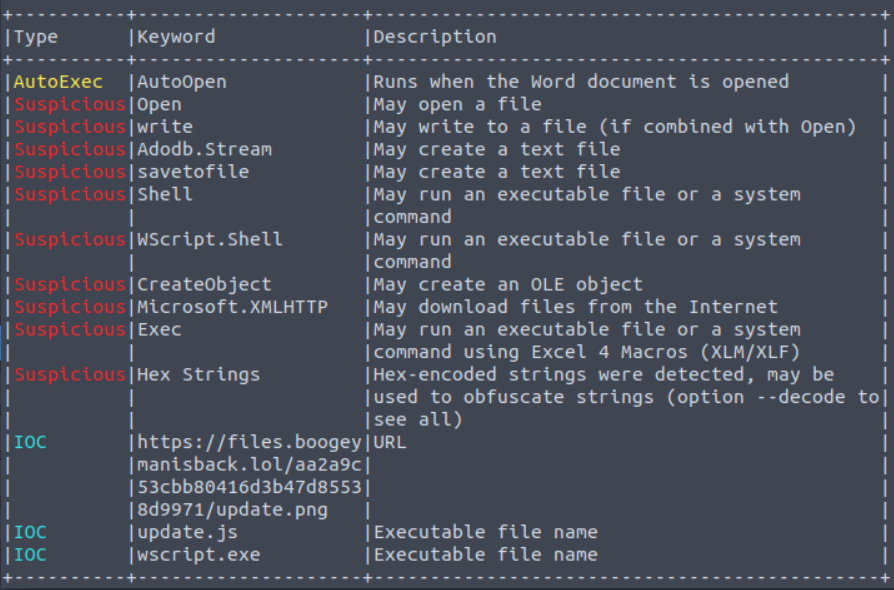 +----------+--------------------+---------------------------------------------+
|Type      |Keyword             |Description                                  |
+----------+--------------------+---------------------------------------------+
|AutoExec  |AutoOpen            |Runs when the Word document is opened        |
|Suspicious|Open                |May open a file                              |
|Suspicious|write               |May write to a file (if combined with Open)  |
|Suspicious|Adodb.Stream        |May create a text file                       |
|Suspicious|savetofile          |May create a text file                       |
|Suspicious|Shell               |May run an executable file or a system       |
|          |                    |command                                      |
|Suspicious|WScript.Shell       |May run an executable file or a system       |
|          |                    |command                                      |
|Suspicious|CreateObject        |May create an OLE object                     |
|Suspicious|Microsoft.XMLHTTP   |May download files from the Internet         |
|Suspicious|Exec                |May run an executable file or a system       |
|          |                    |command using Excel 4 Macros (XLM/XLF)       |
|Suspicious|Hex Strings         |Hex-encoded strings were detected, may be    |
|          |                    |used to obfuscate strings (option --decode to|
|          |                    |see all)                                     |
|IOC       |https://files.boogey|URL                                          |
|          |manisback.lol/aa2a9c|                                             |
|          |53cbb80416d3b47d8553|                                             |
|          |8d9971/update.png   |                                             |
|IOC       |update.js           |Executable file name                         |
|IOC       |wscript.exe         |Executable file name                         |
+----------+--------------------+---------------------------------------------+